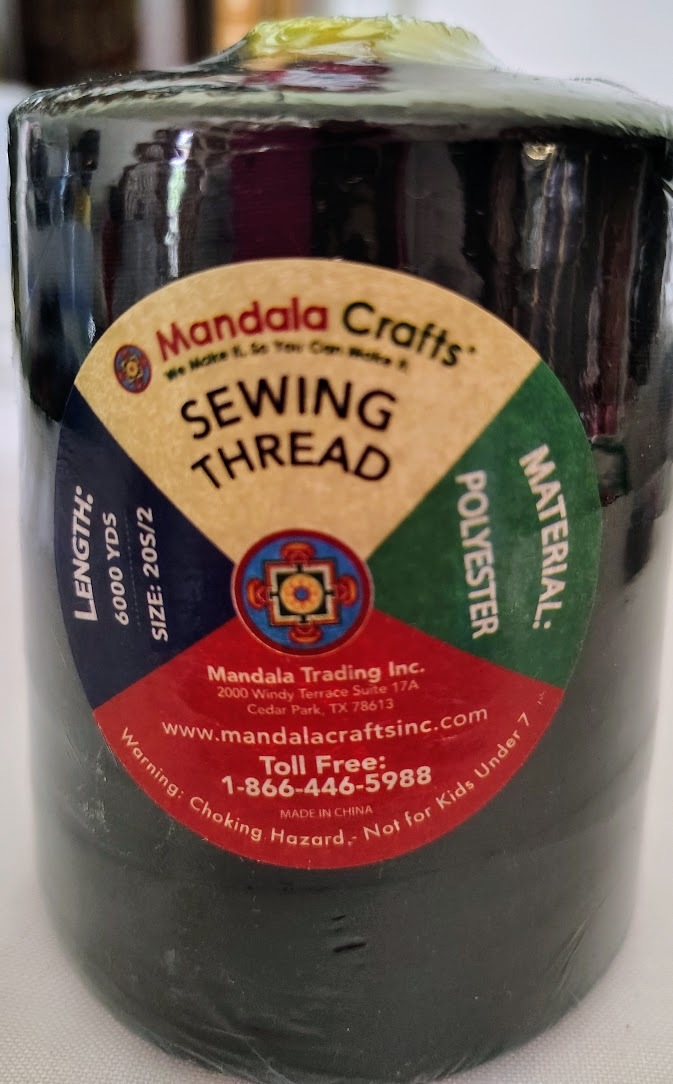 Mandala Crafts
We Make It, So You Can Make It
SEWING
THREAD
LENGTH:
6000 YDS
SIZE: 20S/2
MATERIAL:
POLYESTER
Mandala Trading Inc.
2000 Windy Terrace Suite 17A
Cedar Park, TX 78613
www.mandalacraftsinc.com
Toll Free:
1-866-446-5988
MADE IN CHINA
Warning: Choking Hazard,- Not for Kids Under 7